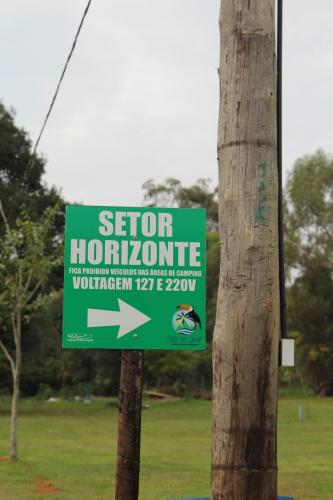 SETOR
HORIZONTE
FICA PROIBIDO VEÍCULOS NAS ÁREAS DE CAMPING
VOLTAGEM 127 E 220V